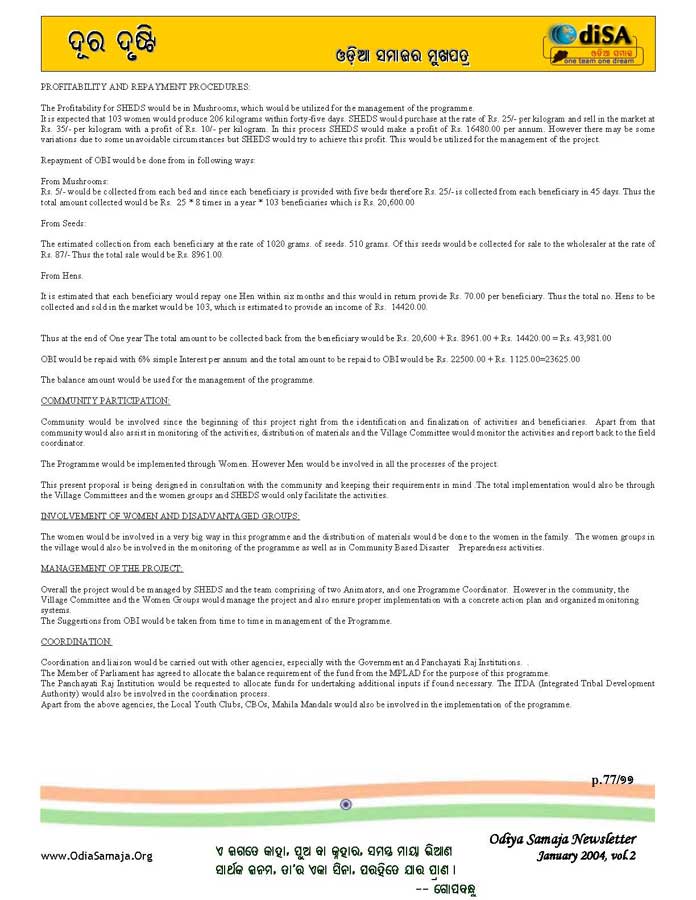 ଦୂର ଦୃଷ୍ଟି
ଓଡ଼ିଆ ସମାଜର ମୁଖପତ୍ର
OdiSA
ଓଡ଼ିଆ ସମାଜ
one team one dream
PROFITABILITY AND REPAYMENT PROCEDURES:
The Profitability for SHEDS would be in Mushrooms, which would be utilized for the management of the programme.
It is expected that 103 women would produce 206 kilograms within forty-five days. SHEDS would purchase at the rate of Rs. 25/- per kilogram and sell in the market at
Rs. 35/- per kilogram with a profit of Rs. 10/- per kilogram. In this process SHEDS would make a profit of Rs. 16480.00 per annum. However there may be some
variations due to some unavoidable circumstances but SHEDS would try to achieve this profit. This would be utilized for the management of the project.
Repayment of OBI would be done from in following ways:
From Mushrooms:
Rs. 5/- would be collected from each bed and since each beneficiary is provided with five beds therefore Rs. 25/- is collected from each beneficiary in 45 days. Thus the
total amount collected would be Rs. 25 * 8 times in a year * 103 beneficiaries which is Rs. 20,600.00
From Seeds:
The estimated collection from each beneficiary at the rate of 1020 grams. of seeds. 510 grams. Of this seeds would be collected for sale to the wholesaler at the rate of
Rs. 87/- Thus the total sale would be Rs. 8961.00.
From Hens.
It is estimated that each beneficiary would repay one Hen within six months and this would in return provide Rs. 70.00 per beneficiary. Thus the total no. Hens to be
collected and sold in the market would be 103, which is estimated to provide an income of Rs. 14420.00.
Thus at the end of One year The total amount to be collected back from the beneficiary would be Rs. 20,600 + Rs. 8961.00 + Rs. 14420.00 = Rs. 43,981.00
OBI would be repaid with 6% simple Interest per annum and the total amount to be repaid to OBI would be Rs. 22500.00 + Rs. 1125.00=23625.00
The balance amount would be used for the management of the programme.
COMMUNITY PARTICIPATION:
Community would be involved since the beginning of this project right from the identification and finalization of activities and beneficiaries. Apart from that
community would also assist in monitoring of the activities, distribution of materials and the Village Committee would monitor the activities and report back to the field
coordinator.
The Programme would be implemented through Women. However Men would be involved in all the processes of the project.
This present proposal is being designed in consultation with the community and keeping their requirements in mind .The total implementation would also be through
the Village Committees and the women groups and SHEDS would only facilitate the activities.
INVOLVEMENT OF WOMEN AND DISADVANTAGED GROUPS:
The women would be involved in a very big way in this programme and the distribution of materials would be done to the women in the family. The women groups in
the village would also be involved in the monitoring of the programme as well as in Community Based Disaster Preparedness activities.
MANAGEMENT OF THE PROJECT:
Overall the project would be managed by SHEDS and the team comprising of two Animators, and one Programme Coordinator. However in the community, the
Village Committee and the Women Groups would manage the project and also ensure proper implementation with a concrete action plan and organized monitoring
systems.
The Suggestions from OBI would be taken from time to time in management of the Programme.
COORDINATION:
Coordination and liaison would be carried out with other agencies, especially with the Government and Panchayati Raj Institutions. .
The Member of Parliament has agreed to allocate the balance requirement of the fund from the MPLAD for the purpose of this programme.
The Panchayati Raj Institution would be requested to allocate funds for undertaking additional inputs if found necessary. The ITDA (Integrated Tribal Development
Authority) would also be involved in the coordination process.
Apart from the above agencies, the Local Youth Clubs, CBOs, Mahila Mandals would also be involved in the implementation of the programme.
p.77/୭୭
Odiya Samaja Newsletter
www.OdiaSamaja.Org
ଏ ଜଗତେ କାହା, ପୁଅ ବା କୁହାର, ସମସ୍ତ ମାୟା ଭିଆଣ
January 2004, vol.2
ସାର୍ଥକ ଜନମ, ତା'ର ଏକା ସିନା, ପରହିତେ ଯାର ପ୍ରାଣ ।
-- ଗୋପବନ୍ଧୁ